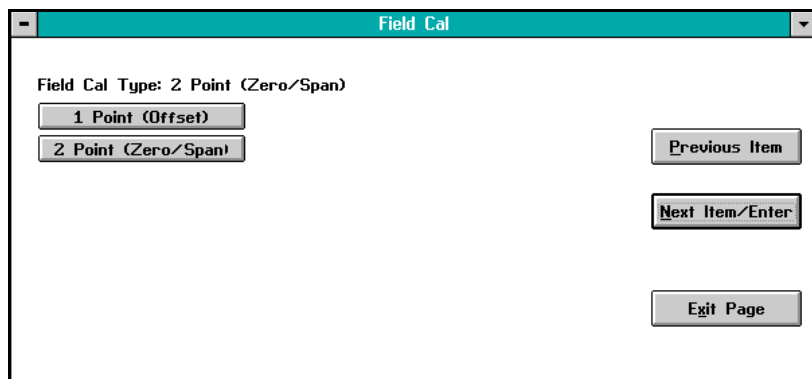 Field Cal
Field Cal Type: 2 Point (Zero/Span)
1 Point (Offset)
2 Point (Zero/Span)
Previous Item
Next Item/Enter
Exit Page